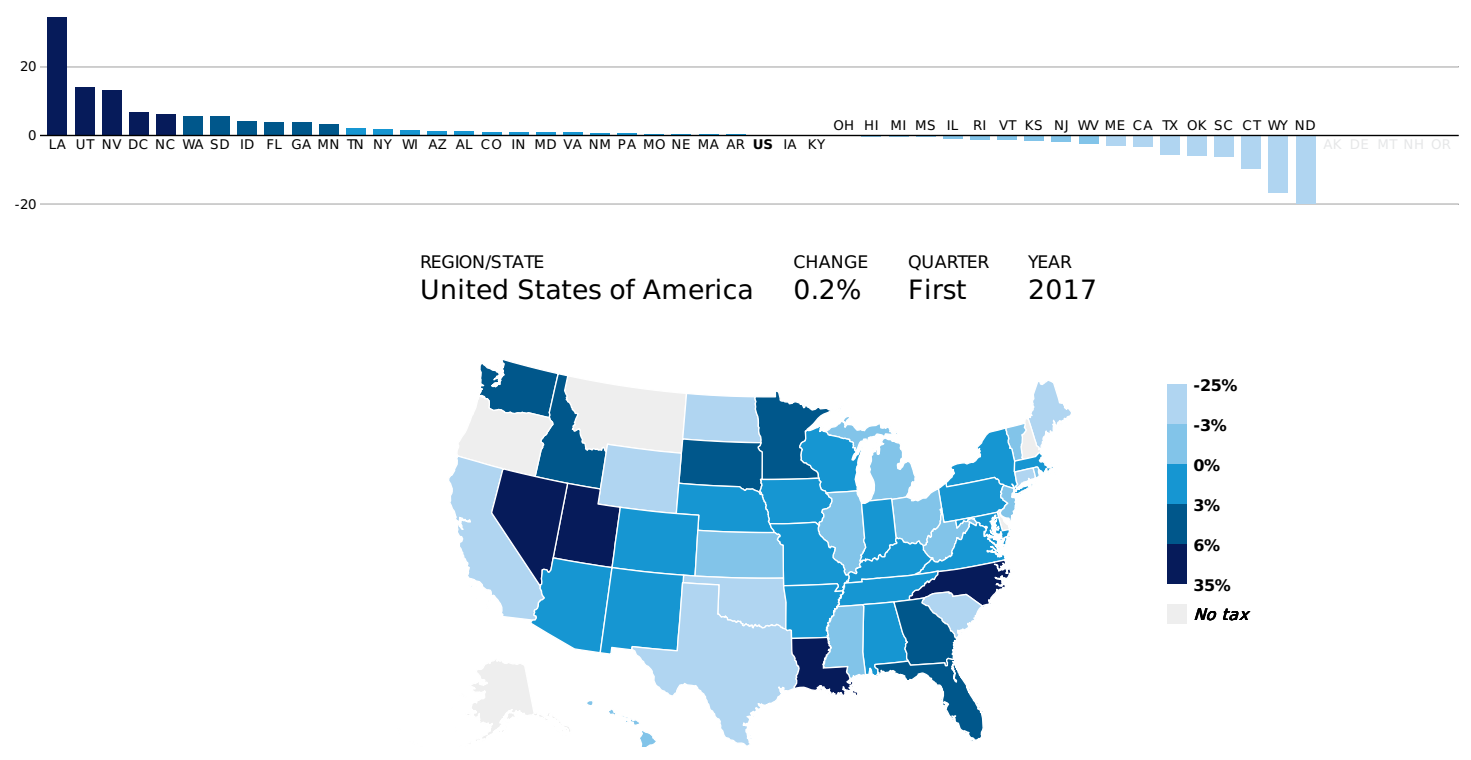 20
OH HI MI MS IL RI VT KS NJ WV ME CA TX OK SC CT WY ND
0
LA UT NV DC NC WA SD ID FL GA MN TN NY WI AZ AL CO IN MD VA NM PA MO NE MA AR US IA KY AK DE MT NH OR
-20
REGION/STATE CHANGE QUARTER YEAR
United States of America 0.2% First 2017
-25%
-3%
0%
3%
6%
35%
No tax